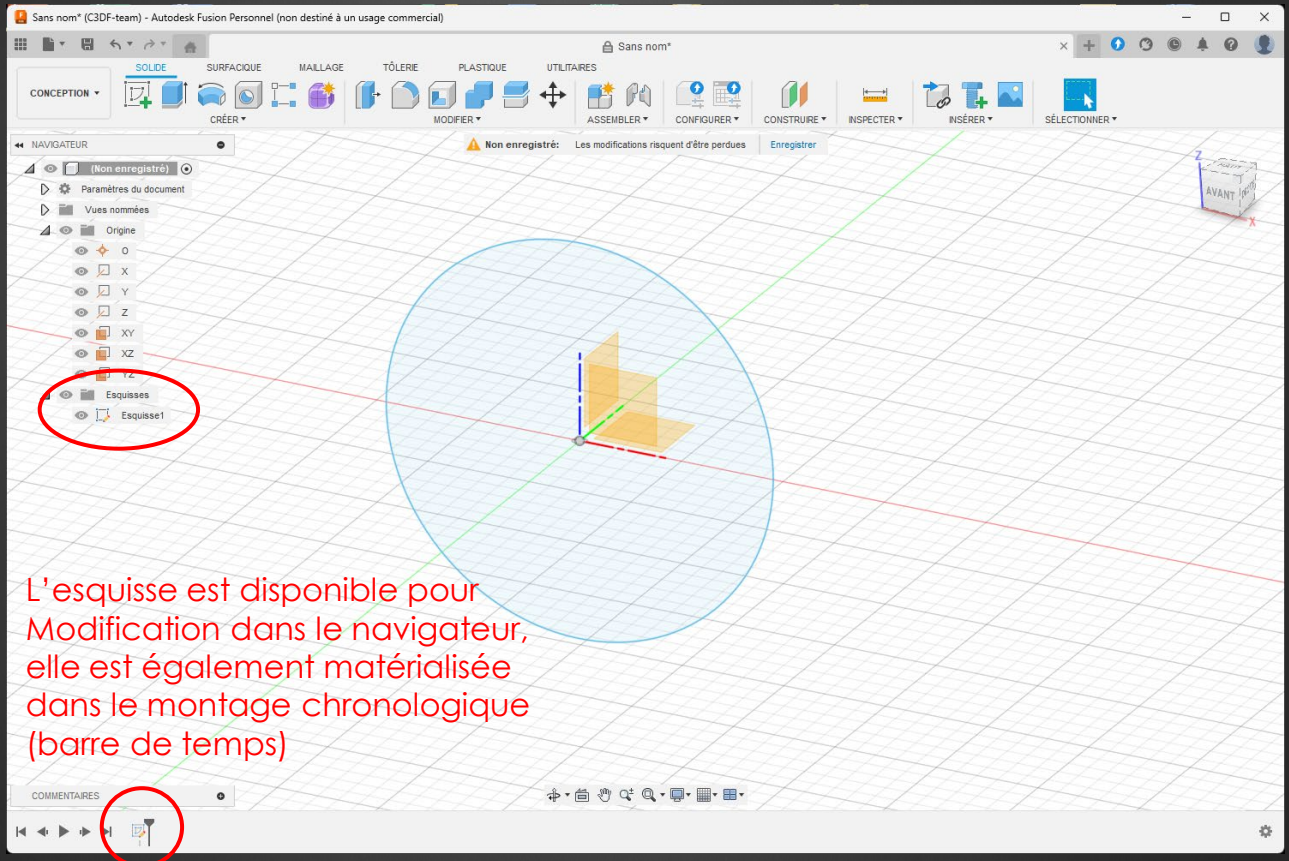 Sans nom* (C3DF-team) - Autodesk Fusion Personnel (non destiné à un usage commercial)
Sans nom*
SOLIDE SURFACIQUE MAILLAGE TÔLERIE PLASTIQUE UTILITAIRES
CONCEPTION
CRÉER MODIFIER ASSEMBLER CONFIGURER CONSTRUIRE INSPECTER INSÉRER SÉLECTIONNER
NAVIGATEUR
Non enregistré: Les modifications risquent d'être perdues Enregistrer
(Non enregistré)
Paramètres du document
Vues nommées
Origine
O
X
Y
Z
XY
XZ
YZ
Esquisses
Esquisse1
Z
AVANT
X
L'esquisse est disponible pour
Modification dans le navigateur,
elle est également matérialisée
dans le montage chronologique
(barre de temps)
COMMENTAIRES